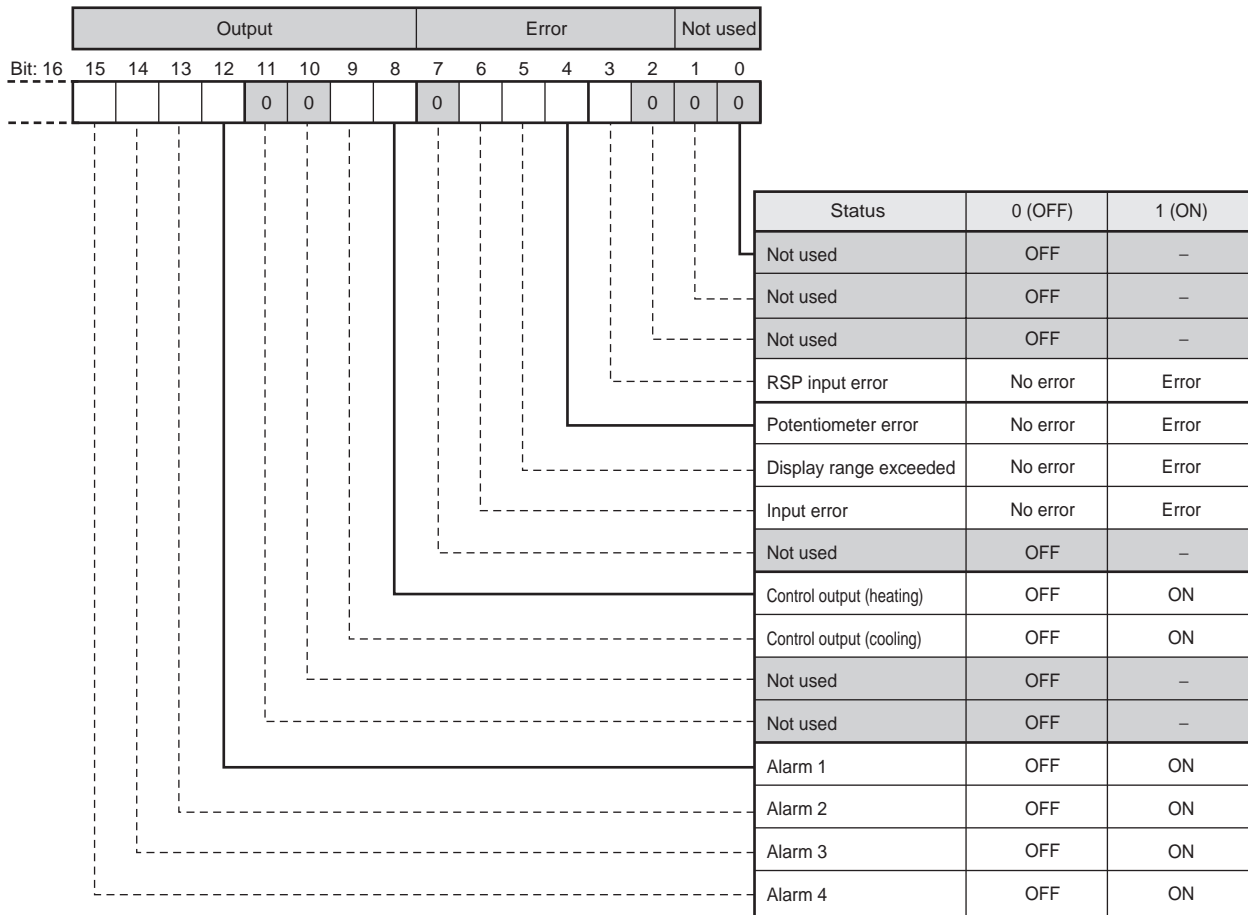 Output Error Not used
Bit: 16 15 14 13 12 11 10 9 8 7 6 5 4 3 2 1 0
0 0 0 0 0 0
Status 0 (OFF) 1 (ON)
Not used OFF –
Not used OFF –
Not used OFF –
RSP input error No error Error
Potentiometer error No error Error
Display range exceeded No error Error
Input error No error Error
Not used OFF –
Control output (heating) OFF ON
Control output (cooling) OFF ON
Not used OFF –
Not used OFF –
Alarm 1 OFF ON
Alarm 2 OFF ON
Alarm 3 OFF ON
Alarm 4 OFF ON